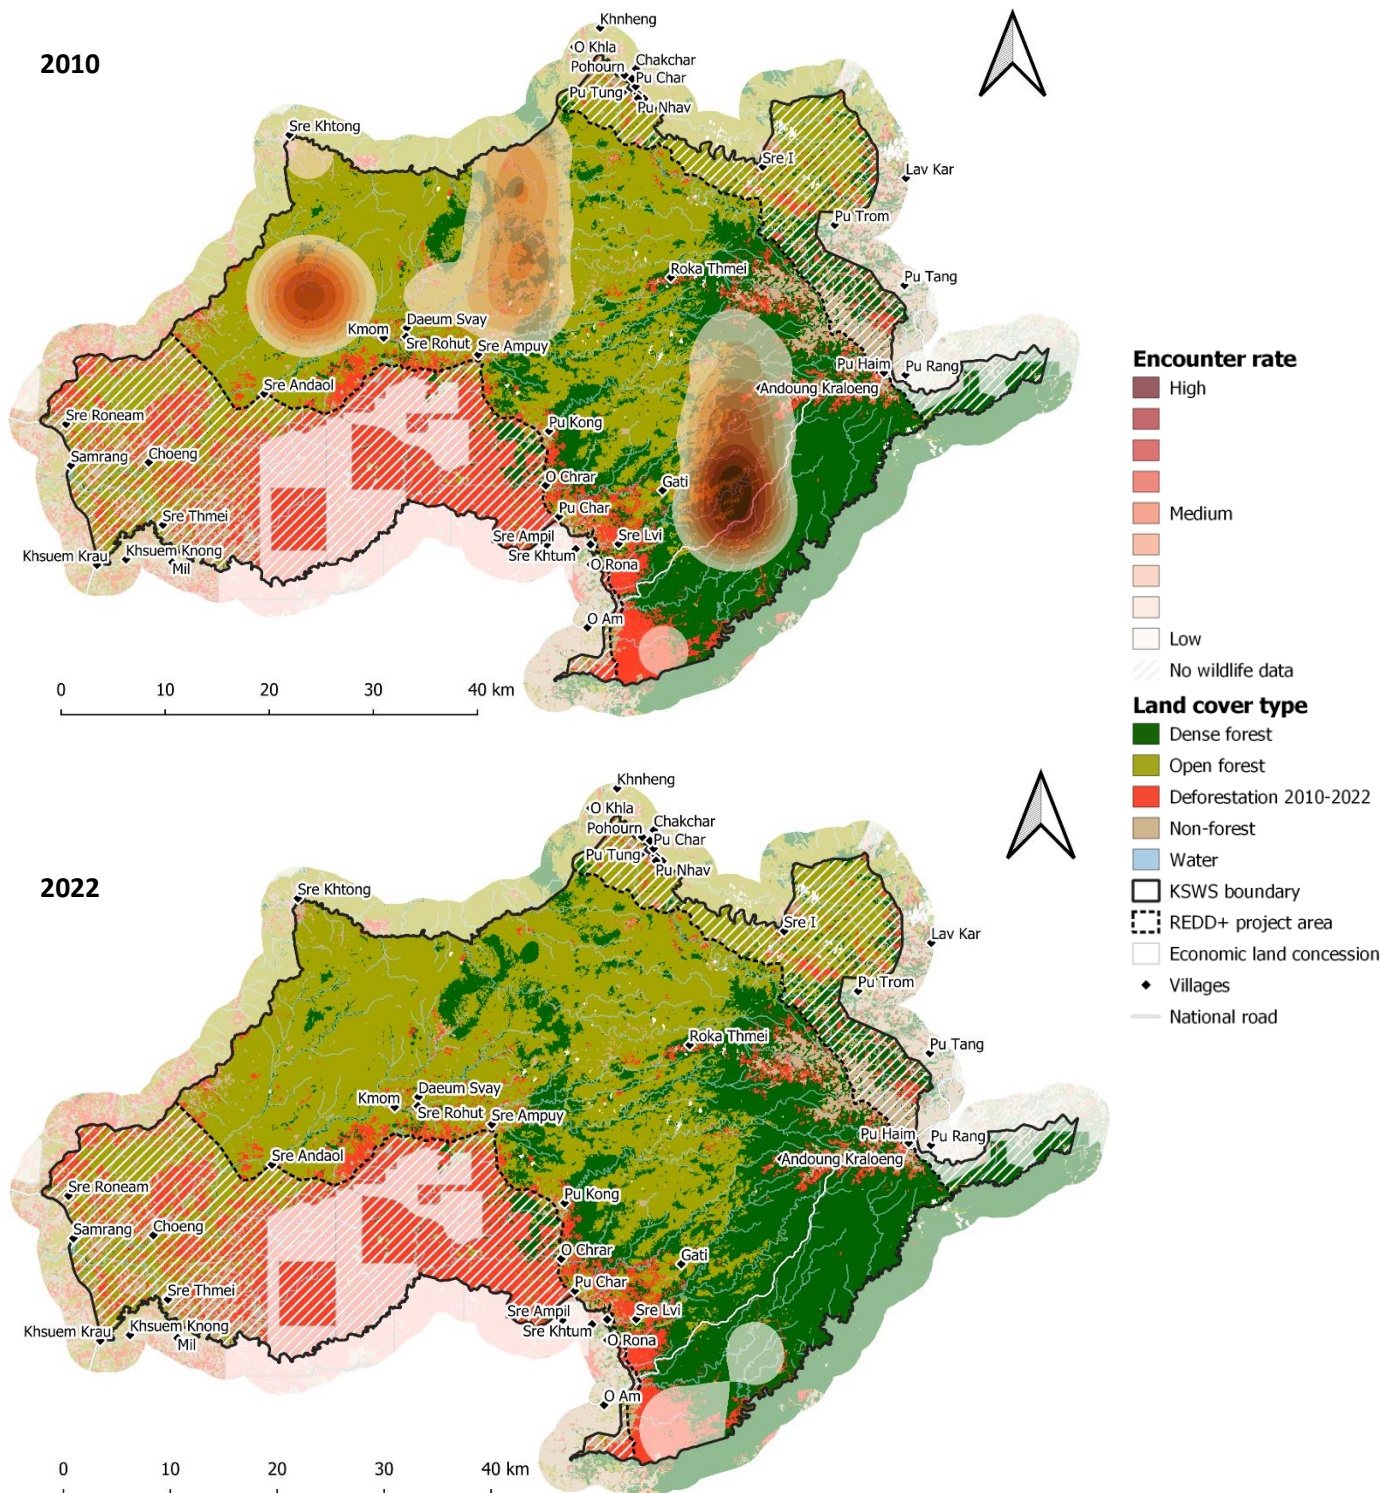 2010
Khnheng
O Khla
Chakchar
Pohourn
Pu Char
Pu Tung
Pu Nhav
Sre Khtong
Sre I
Lav Kar
Pu Trom
Roka Thmei
Pu Tang
Daeum Svay
Kmom
Sre Rohut
Sre Ampuy
Pu Haim
Pu Rang
Sre Andaol
Andoung Kraloeng
Sre Roneam
Pu Kong
Samrang
Choeng
O Chrar
Gati
Pu Char
Sre Thmei
Sre Ampil
Sre Lvi
Khsuem Krau
Khsuem Knong
Sre Khtum
Mil
O Rona
O Am
0 10 20 30 40 km
Encounter rate
High
Medium
Low
No wildlife data
Land cover type
Dense forest
Open forest
Deforestation 2010-2022
Non-forest
Water
KSWS boundary
REDD+ project area
Economic land concession
Villages
National road
2022
Khnheng
O Khla
Chakchar
Pohourn
Pu Char
Pu Tung
Pu Nhav
Sre Khtong
Sre I
Lav Kar
Pu Trom
Roka Thmei
Pu Tang
Daeum Svay
Kmom
Sre Rohut
Sre Ampuy
Pu Haim
Pu Rang
Sre Andaol
Andoung Kraloeng
Sre Roneam
Pu Kong
Samrang
Choeng
O Chrar
Gati
Pu Char
Sre Thmei
Sre Ampil
Sre Lvi
Khsuem Krau
Khsuem Knong
Sre Khtum
Mil
O Rona
O Am
0 10 20 30 40 km